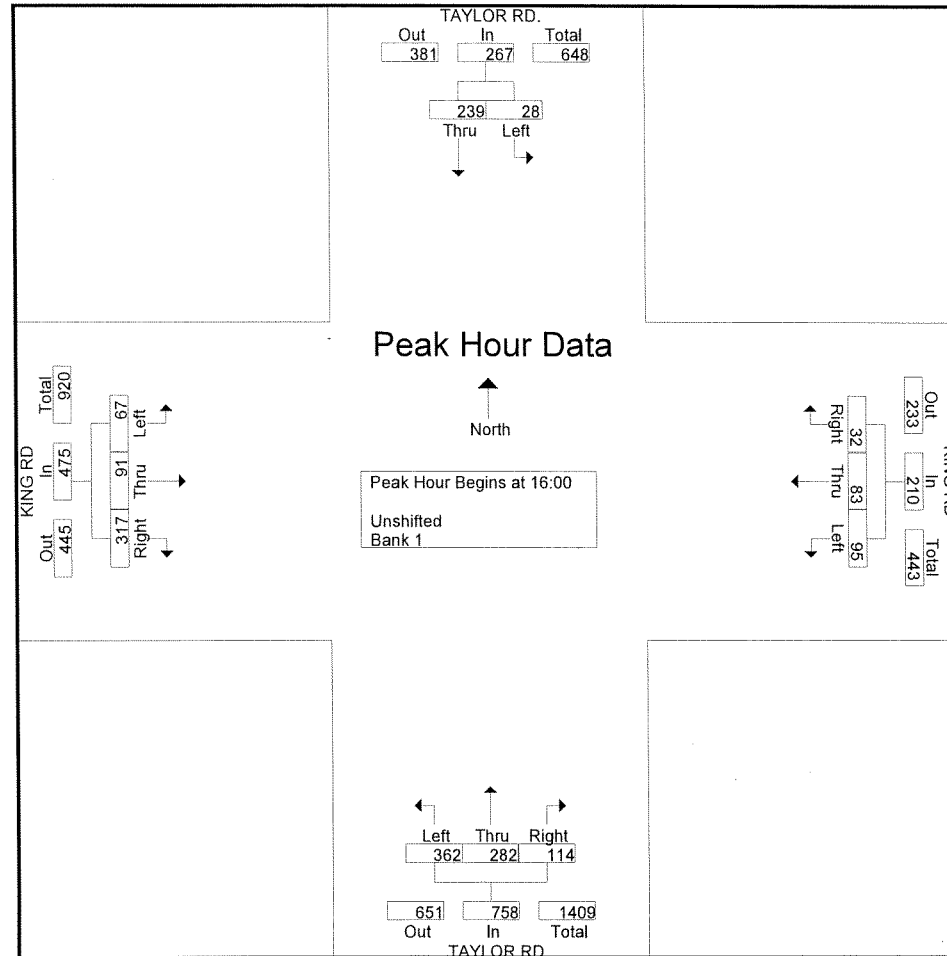 TAYLOR RD.
Out In Total
381 267 648
239 28
Thru Left
Peak Hour Data
North
Peak Hour Begins at 16:00
Unshifted
Bank 1
KING RD
Out In Total
445 475 920
317 91 67
Right Thru Left
Right Thru Left
32 83 95
Out In Total
233 210 443
Left Thru Right
362 282 114
651 758 1409
Out In Total
TAYLOR RD